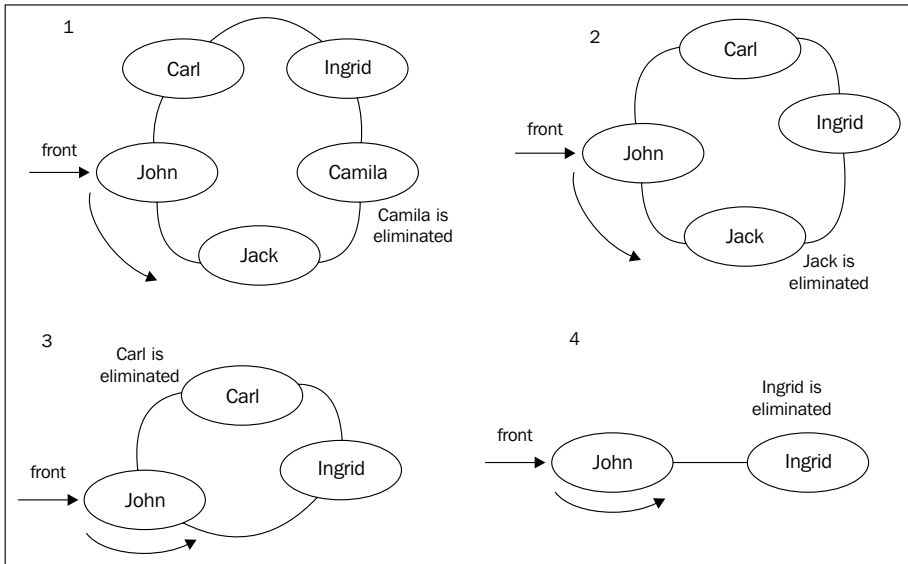 1
Carl
Ingrid
front
John
Camila
Camila is
eliminated
Jack
2
Carl
front
John
Ingrid
Jack
Jack is
eliminated
3
Carl is
eliminated
Carl
front
John
Ingrid
4
Ingrid is
eliminated
front
John
Ingrid